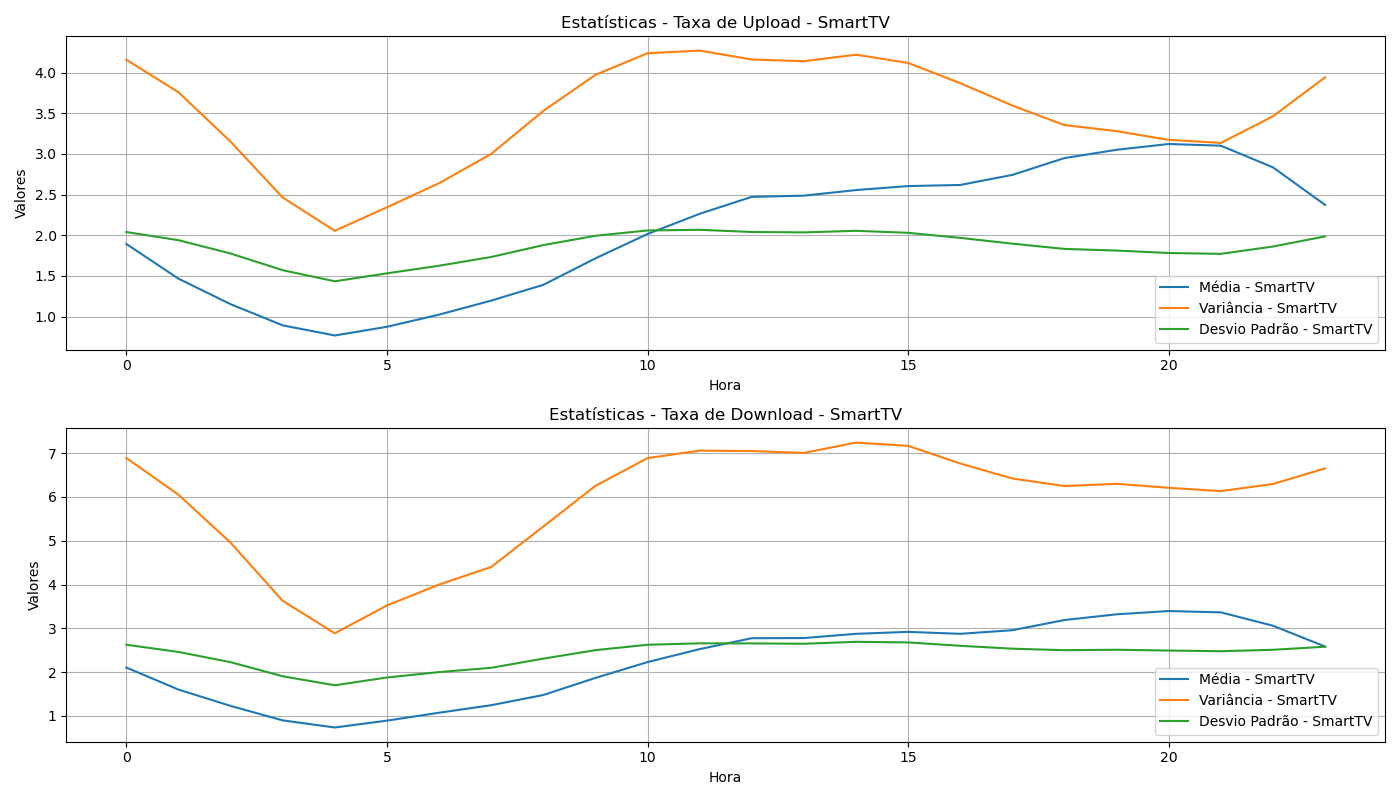 Estatísticas - Taxa de Upload - SmartTV
4.0
3.5
3.0
2.5
2.0
1.5
1.0
Valores
0 5 10 15 20
Hora
Média - SmartTV
Variância - SmartTV
Desvio Padrão - SmartTV
Estatísticas - Taxa de Download - SmartTV
7
6
5
4
3
2
1
Valores
0 5 10 15 20
Hora
Média - SmartTV
Variância - SmartTV
Desvio Padrão - SmartTV